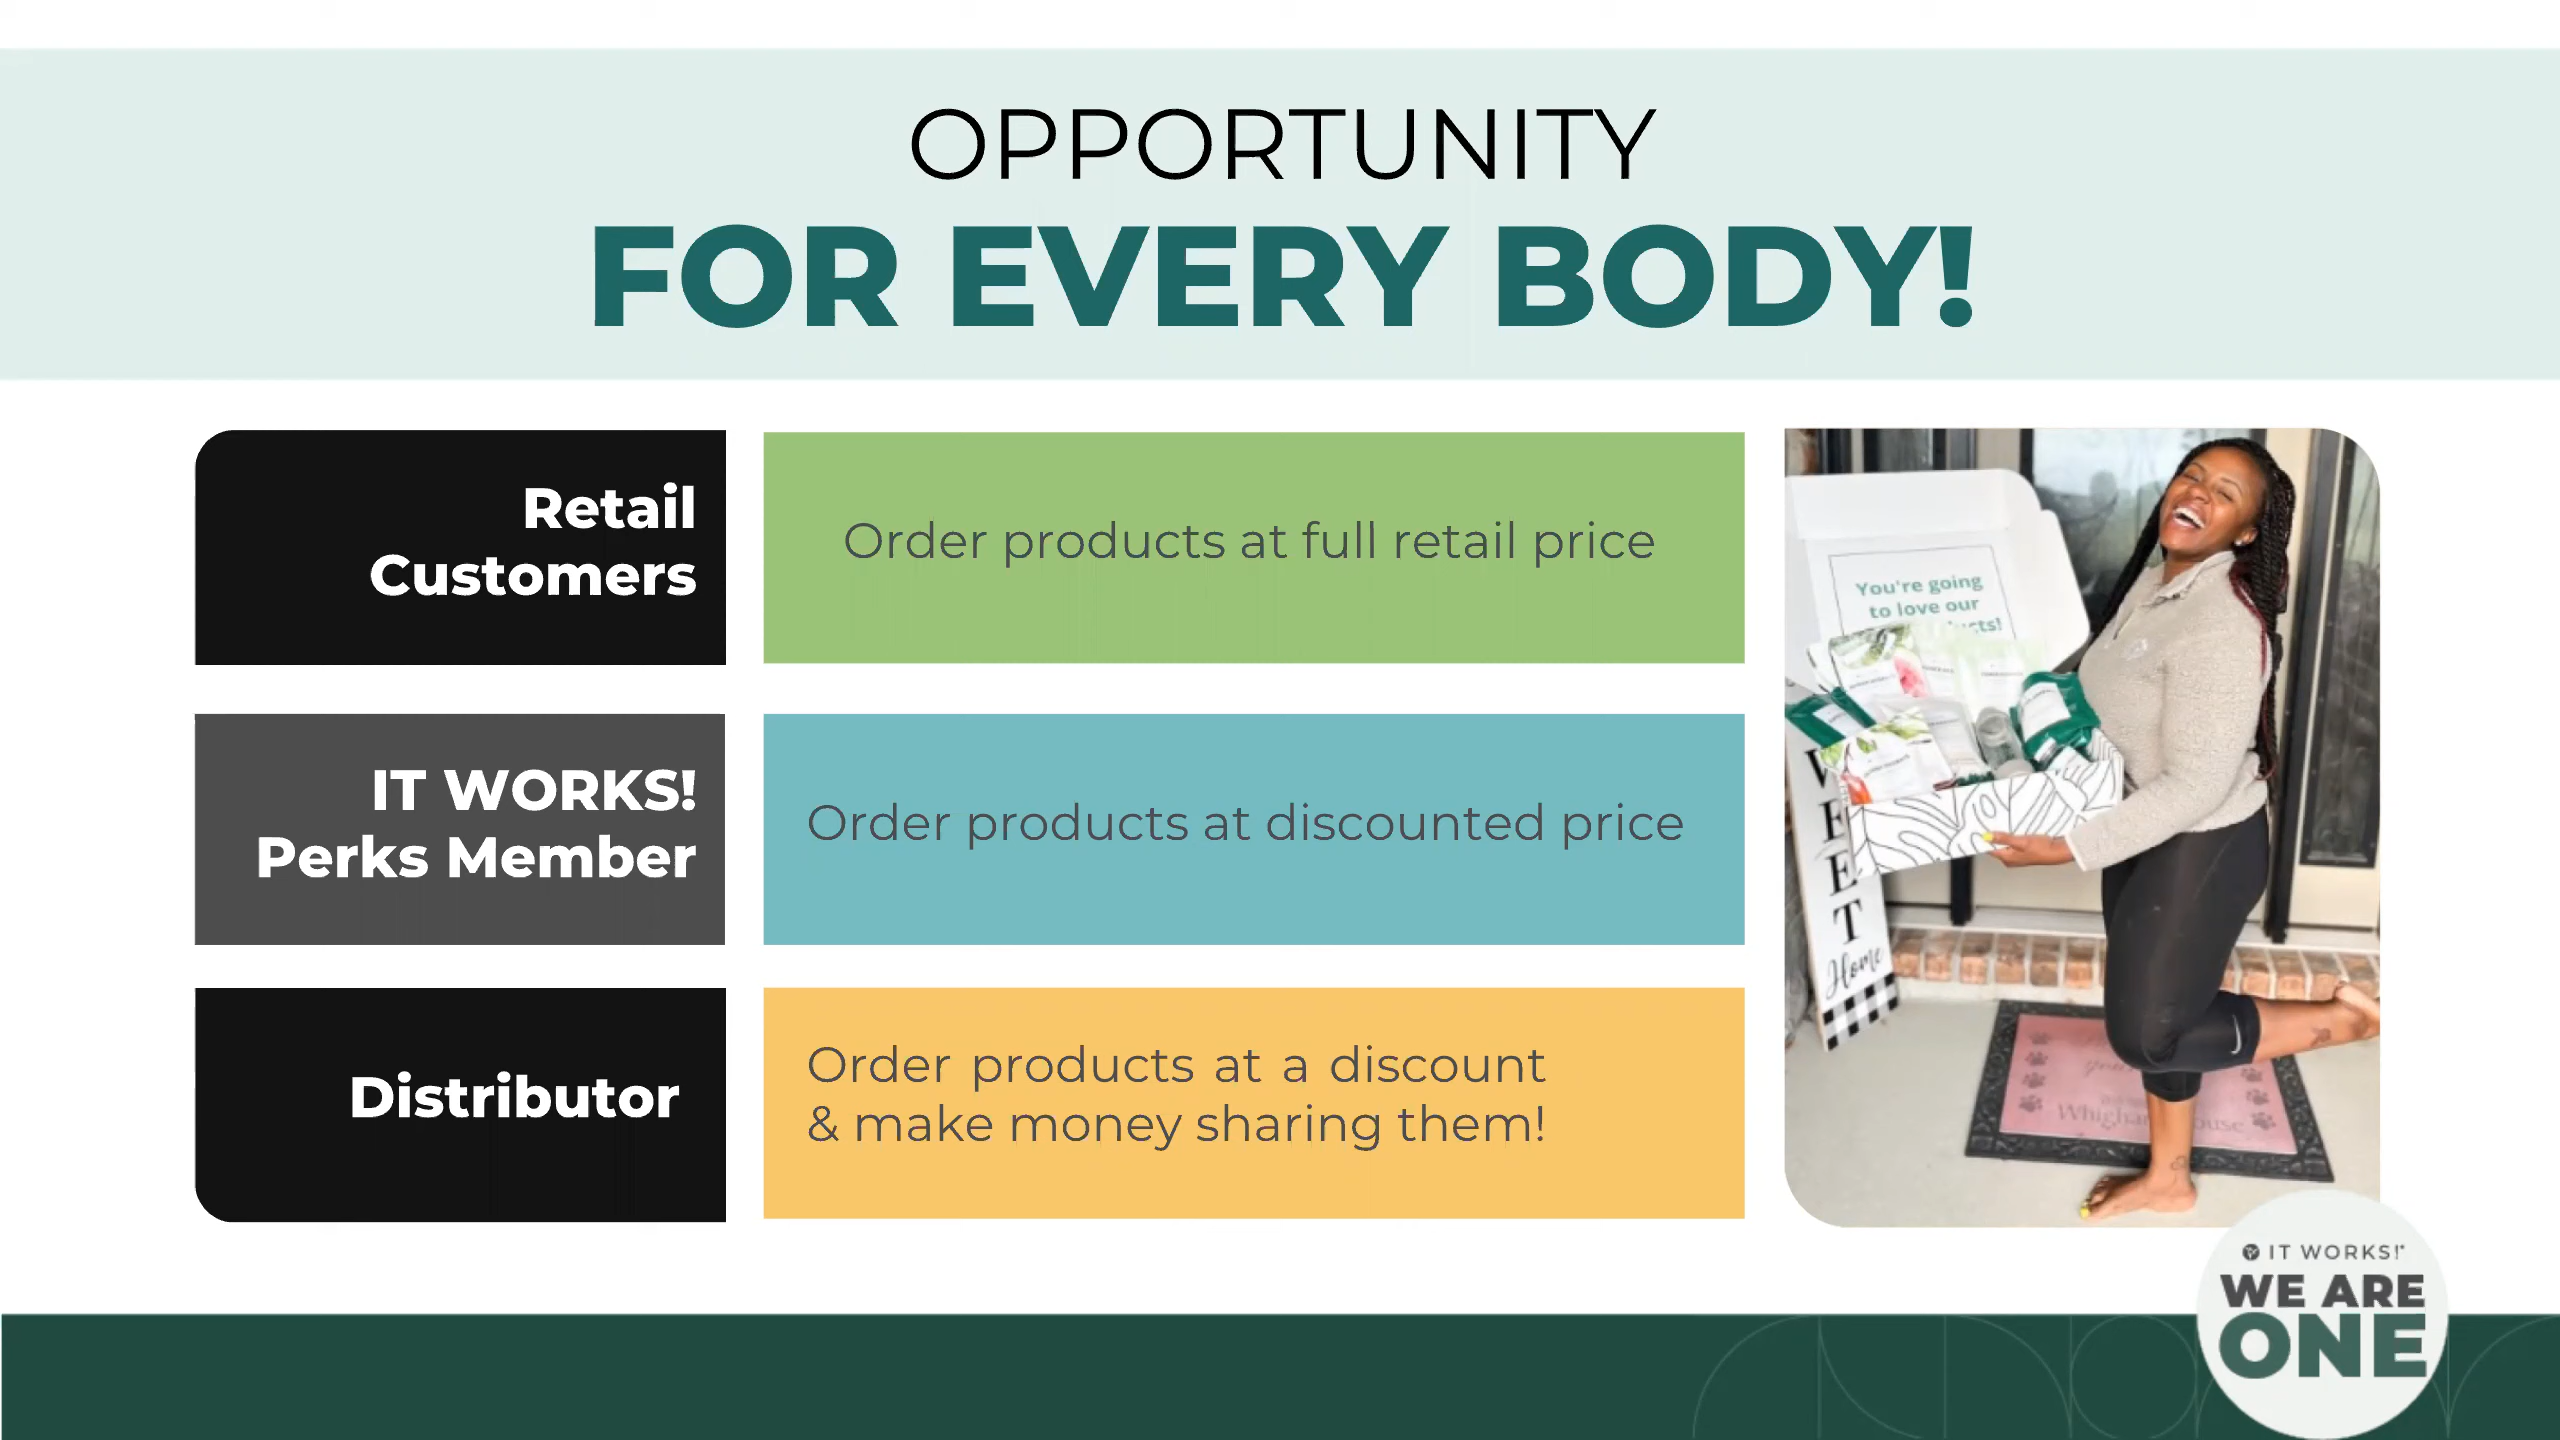 OPPORTUNITY
FOR EVERY BODY!
Retail
Customers
Order products at full retail price
IT WORKS!
Perks Member
Order products at discounted price
Distributor
Order products at a discount
& make money sharing them!
You're going
to love our
Home
IT WORKS!
WE ARE
ONE